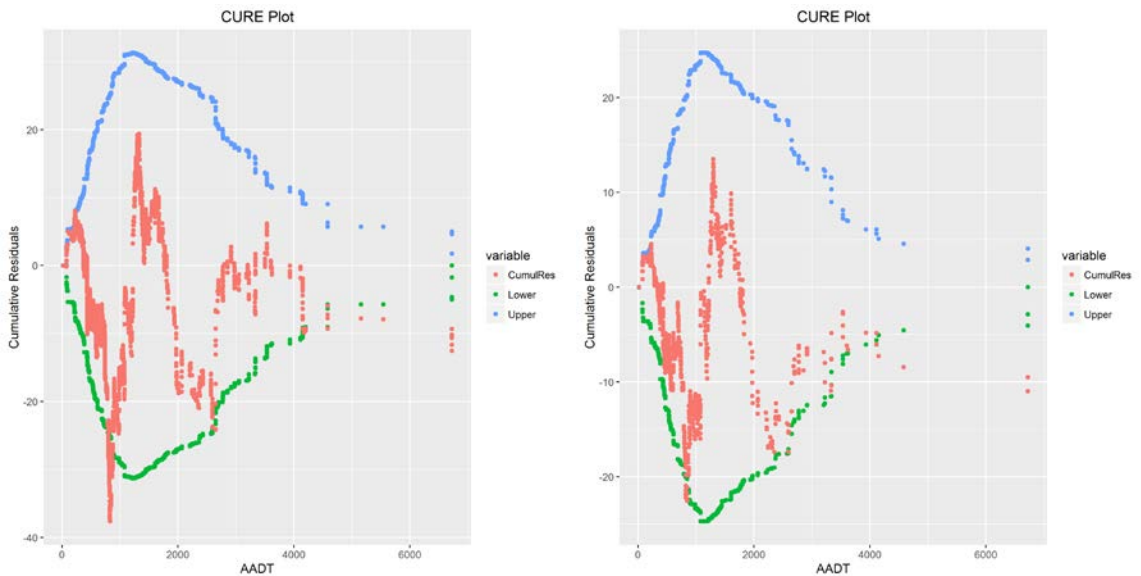 CURE Plot
Cumulative Residuals
20
0
-20
-40
0
2000
4000
6000
AADT
variable
CumulRes
Lower
Upper
CURE Plot
Cumulative Residuals
20
10
0
-10
-20
0
2000
4000
6000
AADT
variable
CumulRes
Lower
Upper